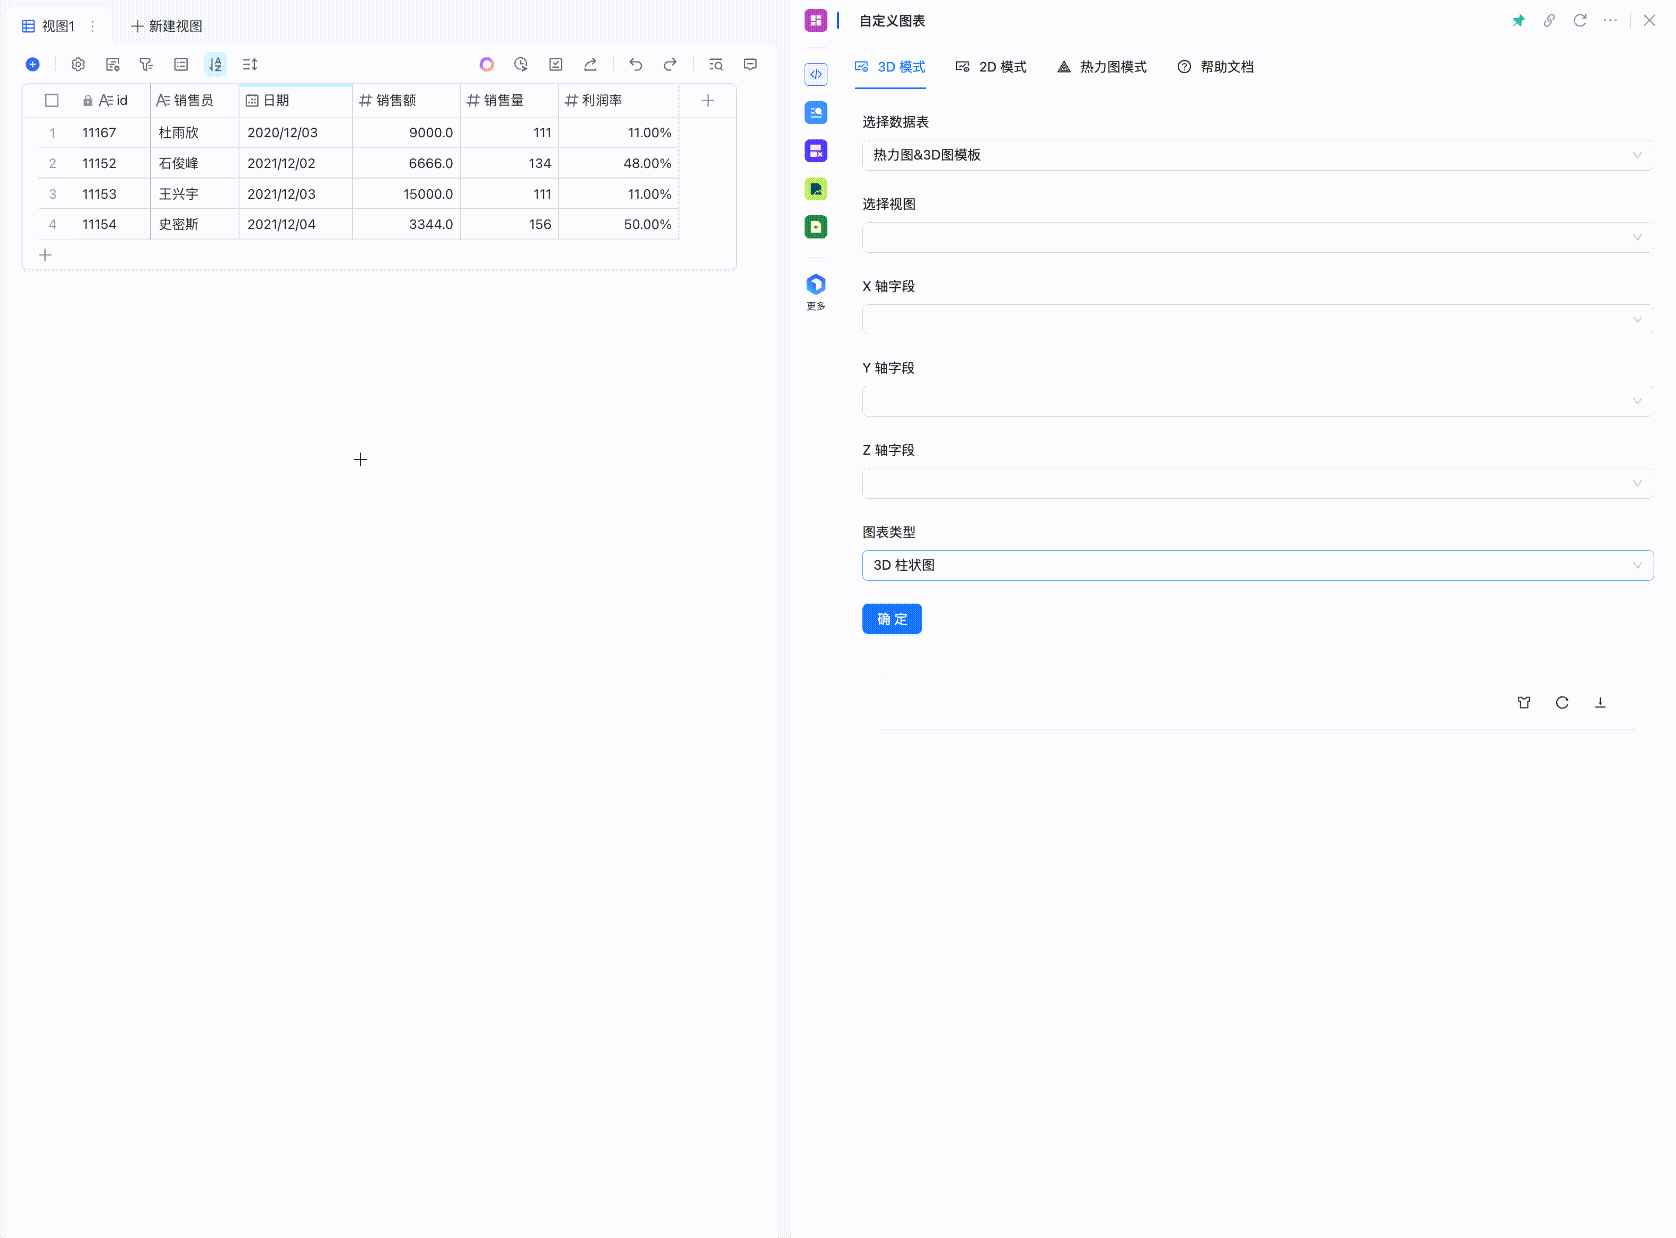 视图1
新建视图
id 销售员 日期 销售额 销售量 利润率
1 11167 杜雨欣 2020/12/03 9000.0 111 11.00%
2 11152 石俊峰 2021/12/02 6666.0 134 48.00%
3 11153 王兴宇 2021/12/03 15000.0 111 11.00%
4 11154 史密斯 2021/12/04 3344.0 156 50.00%
更多
自定义图表
3D 模式 2D 模式 热力图模式 帮助文档
选择数据表
热力图&3D图模板
选择视图
X 轴字段
Y 轴字段
Z 轴字段
图表类型
3D 柱状图
确 定